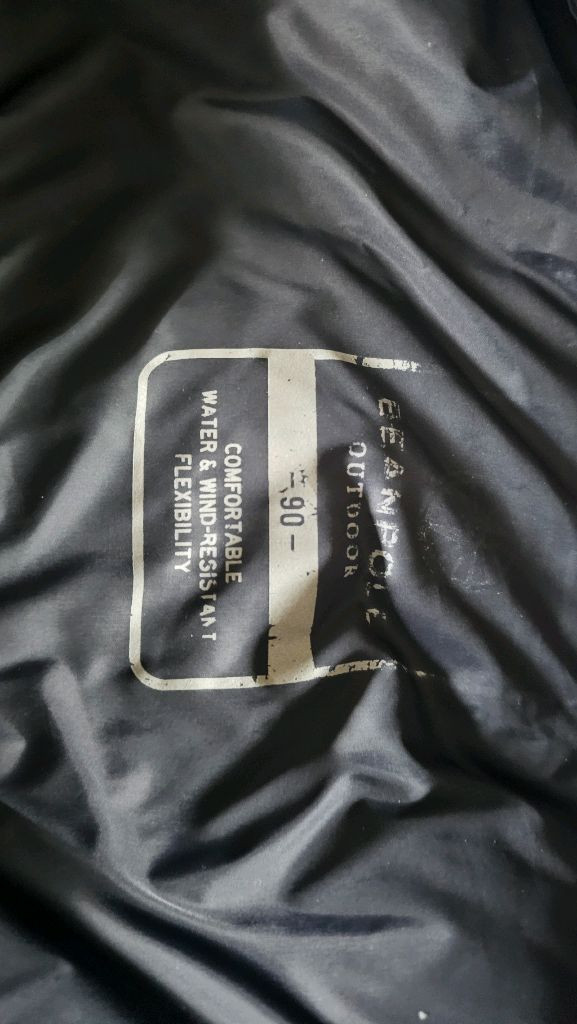 BEANPOLE
OUTDOOR
- 90 -
COMFORTABLE
WATER & WIND-RESISTANT
FLEXIBILITY